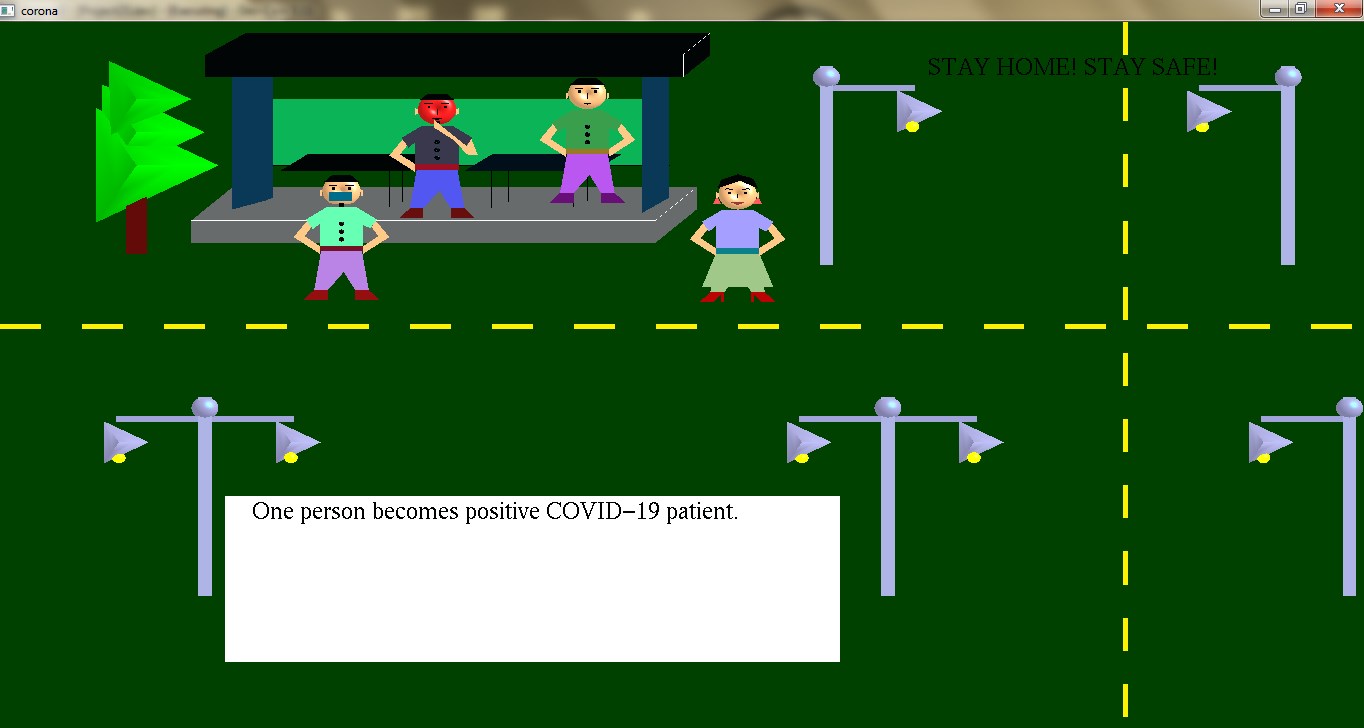 corona
STAY HOME! STAY SAFE!
One person becomes positive COVID-19 patient.